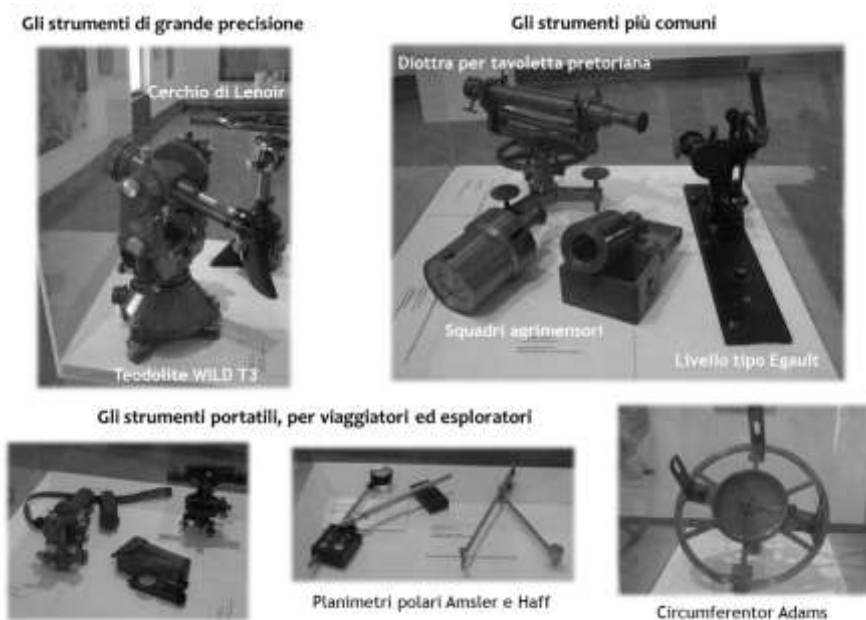 Gli strumenti di grande precisione
Gli strumenti più comuni
Cerchio di Lenoir
Teodolite WILD T3
Diottra per tavoletta pretoriana
Squadri agrimensori
Livello tipo Egault
Gli strumenti portatili, per viaggiatori ed esploratori
Planimetri polari Amsler e Haff
Circumferentor Adams